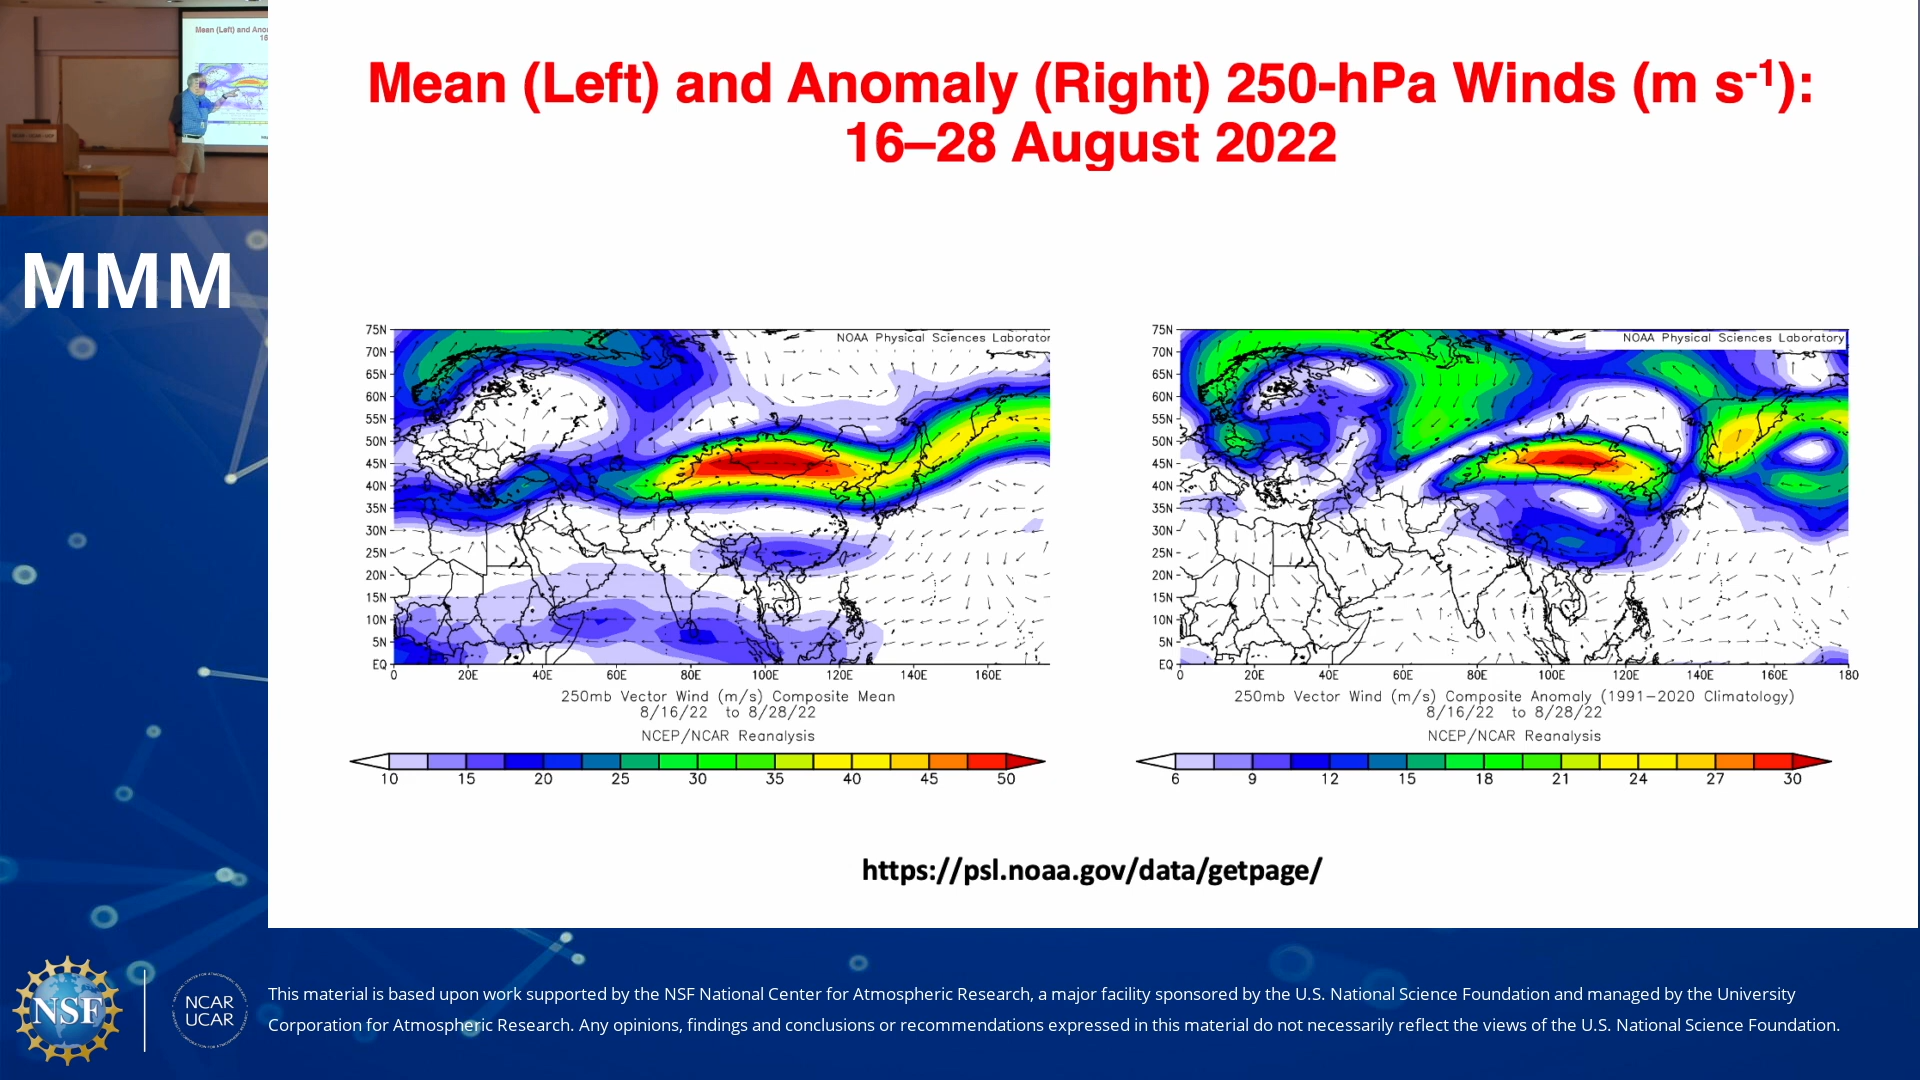 Mean (Left) and Anomaly (Right) 250-hPa Winds (m s-1):
16–28 August 2022
MMM
75N
70N
65N
60N
55N
50N
45N
40N
35N
30N
25N
20N
15N
10N
5N
EQ
0 20E 40E 60E 80E 100E 120E 140E 160E
NOAA Physical Sciences Laborator
250mb Vector Wind (m/s) Composite Mean
8/16/22 to 8/28/22
NCEP/NCAR Reanalysis
10 15 20 25 30 35 40 45 50
75N
70N
65N
60N
55N
50N
45N
40N
35N
30N
25N
20N
15N
10N
5N
EQ
0 20E 40E 60E 80E 100E 120E 140E 160E 180
NOAA Physical Sciences Laboratory
250mb Vector Wind (m/s) Composite Anomaly (1991-2020 Climatology)
8/16/22 to 8/28/22
NCEP/NCAR Reanalysis
6 9 12 15 18 21 24 27 30
https://psl.noaa.gov/data/getpage/
NSF
NCAR
UCAR
This material is based upon work supported by the NSF National Center for Atmospheric Research, a major facility sponsored by the U.S. National Science Foundation and managed by the University
Corporation for Atmospheric Research. Any opinions, findings and conclusions or recommendations expressed in this material do not necessarily reflect the views of the U.S. National Science Foundation.